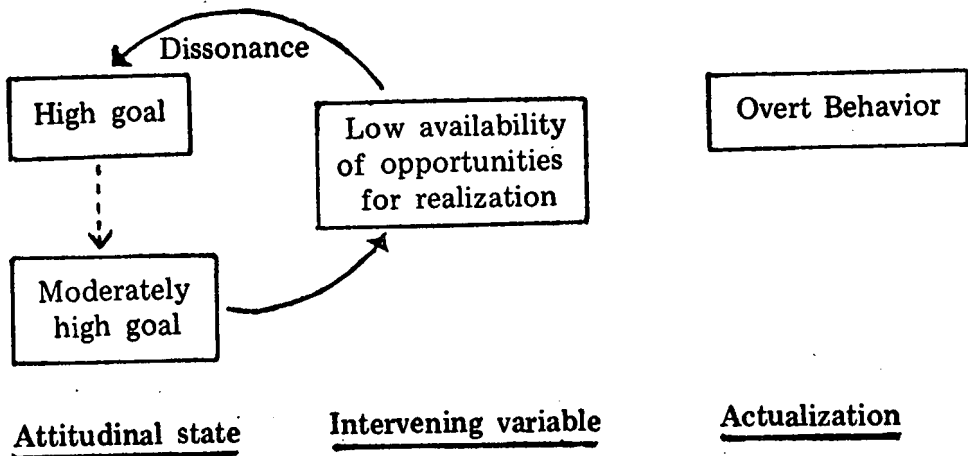 Dissonance
High goal
Low availability
of opportunities
for realization
Overt Behavior
Moderately
high goal
Attitudinal state
Intervening variable
Actualization